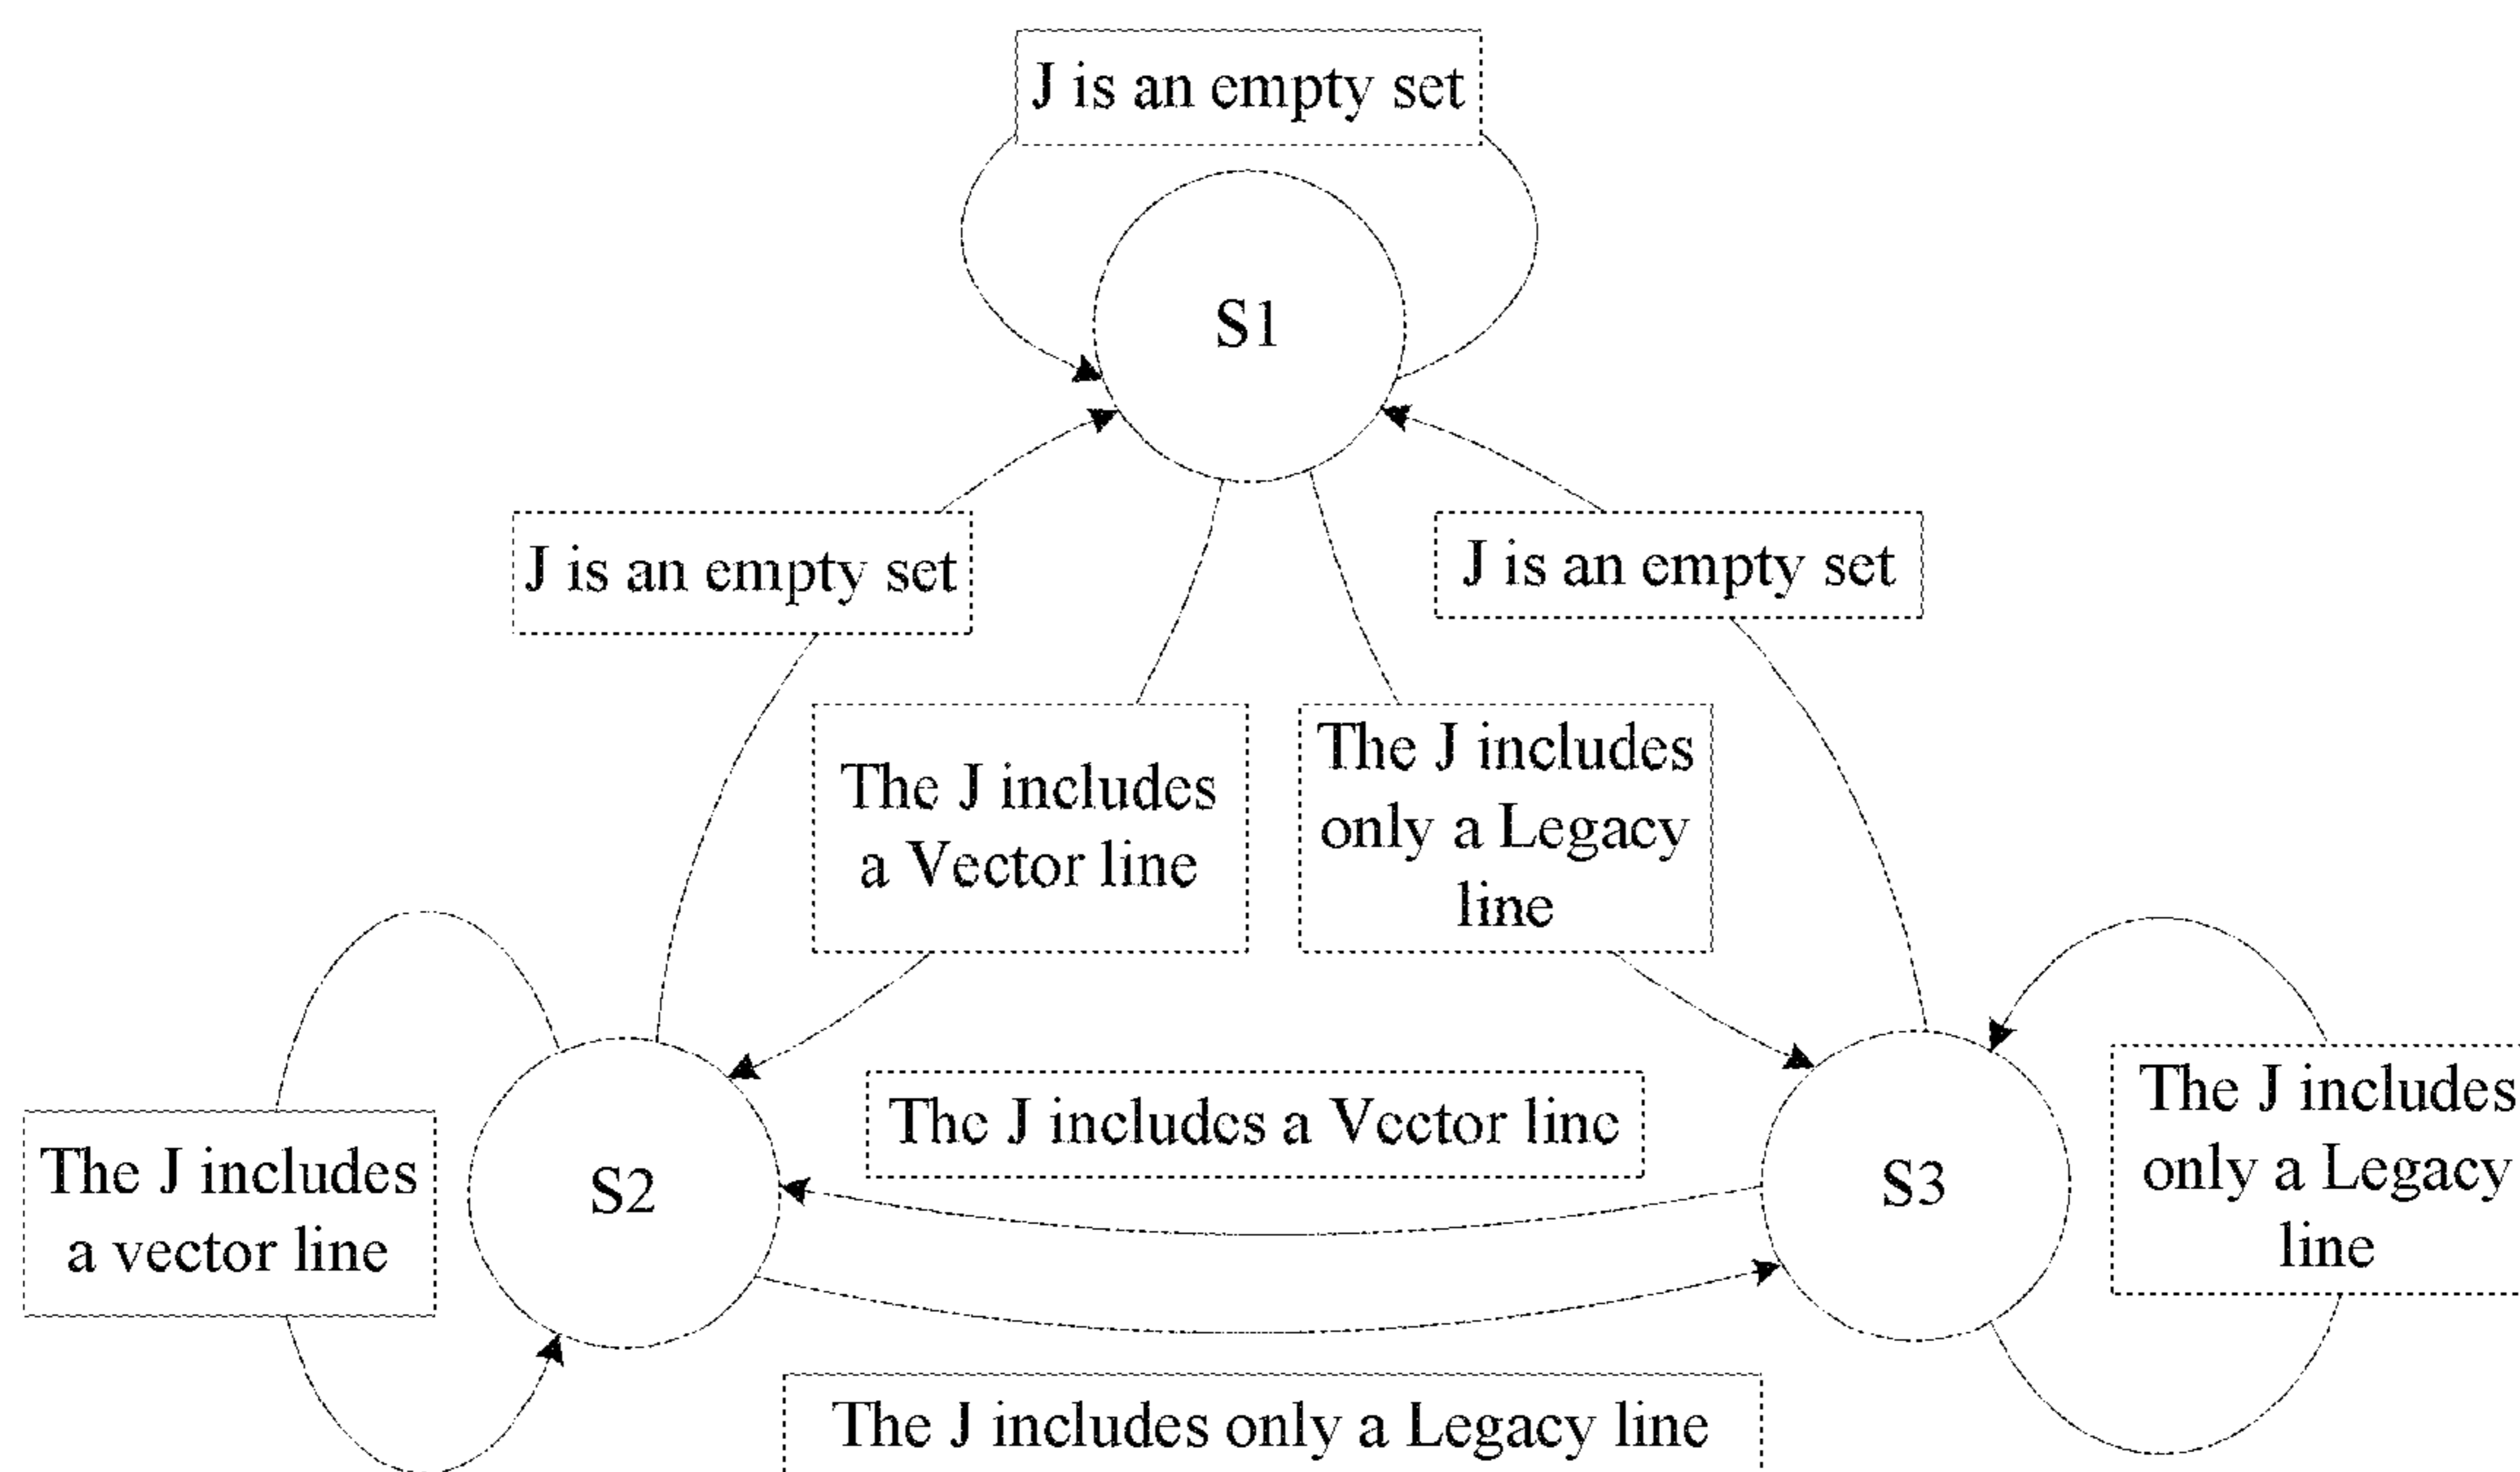 J is an empty set
S1
J is an empty set
J is an empty set
The J includes
a Vector line
The J includes
only a Legacy
line
The J includes a Vector line
The J includes
a vector line
S2
S3
The J includes
only a Legacy
line
The J includes only a Legacy line